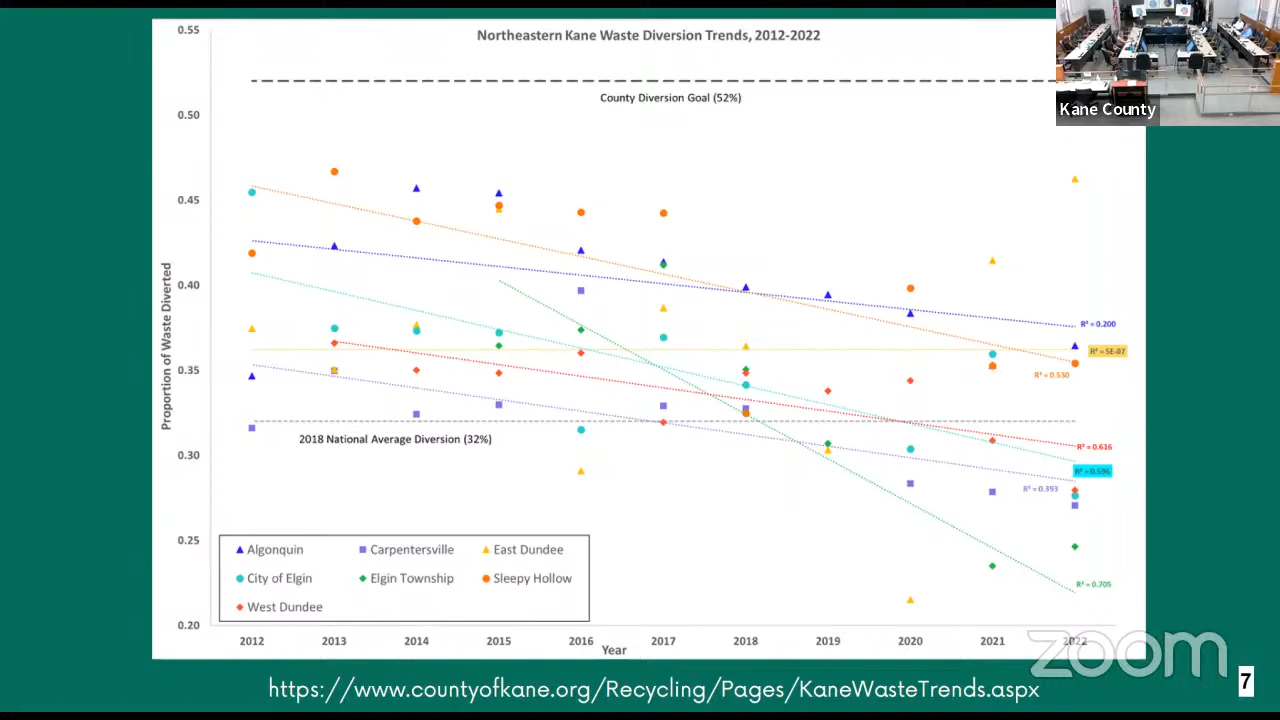 Northeastern Kane Waste Diversion Trends, 2012-2022
Kane County
0.55
0.50
0.45
0.40
0.35
0.30
0.25
0.20
Proportion of Waste Diverted
County Diversion Goal (52%)
2018 National Average Diversion (32%)
R² = 0.200
R² = 5E-07
R² = 0.530
R² = 0.616
R² = 0.596
R² = 0.393
R² = 0.705
Algonquin
Carpentersville
East Dundee
City of Elgin
Elgin Township
Sleepy Hollow
West Dundee
2012 2013 2014 2015 2016 2017 2018 2019 2020 2021 2022
Year
zoom
https://www.countyofkane.org/Recycling/Pages/KaneWasteTrends.aspx
7